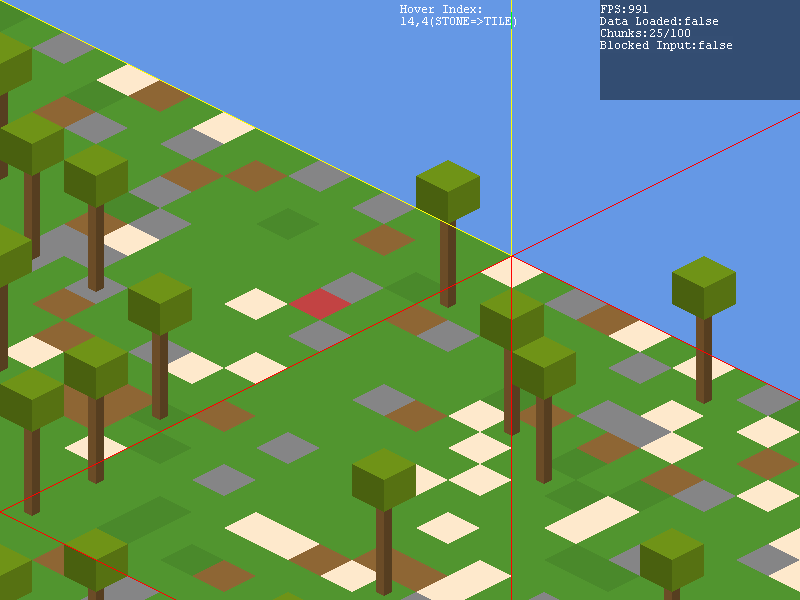 Hover Index:
14,4(STONE=>TILE)
FPS:991
Data Loaded:false
Chunks:25/100
Blocked Input:false